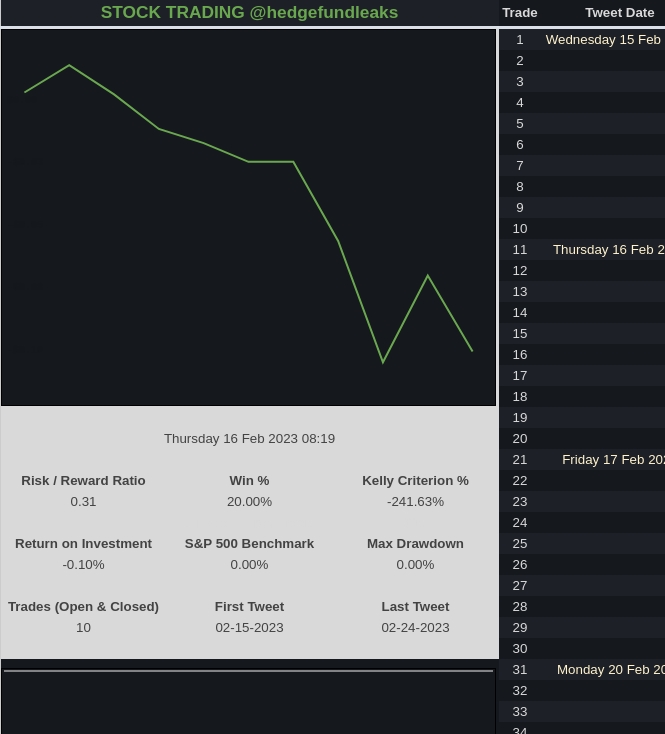 STOCK TRADING @hedgefundleaks
Trade Tweet Date
1 Wednesday 15 Feb
2
3
4
5
6
7
8
9
10
11 Thursday 16 Feb 2
12
13
14
15
16
17
18
19
20
21 Friday 17 Feb 202
22
23
24
25
26
27
28
29
30
31 Monday 20 Feb 20
32
33
34
Thursday 16 Feb 2023 08:19
Risk / Reward Ratio Win % Kelly Criterion %
0.31 20.00% -241.63%
Return on Investment S&P 500 Benchmark Max Drawdown
-0.10% 0.00% 0.00%
Trades (Open & Closed) First Tweet Last Tweet
10 02-15-2023 02-24-2023